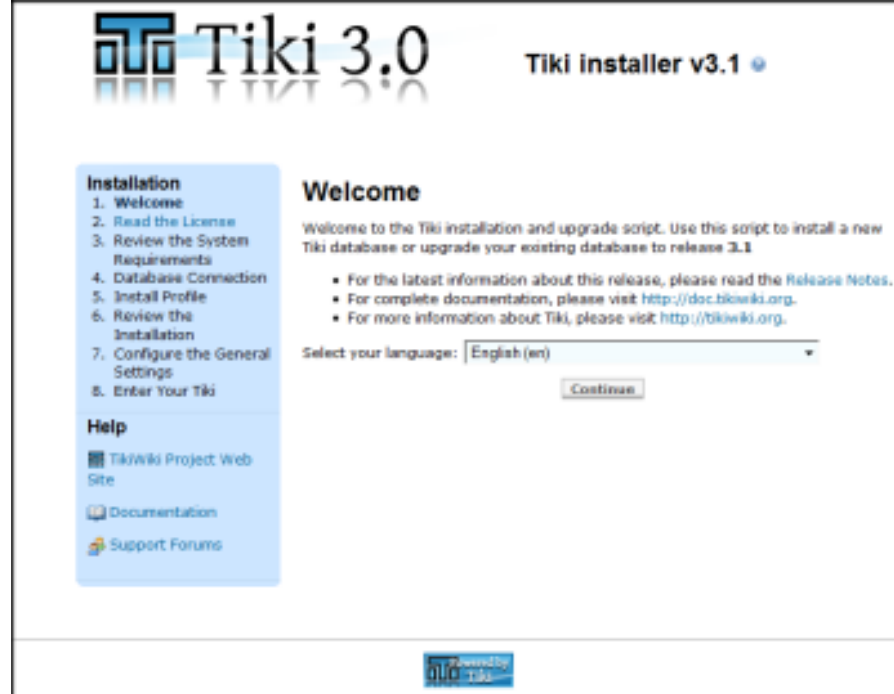 Tiki 3.0
Tiki installer v3.1
Installation
1. Welcome
2. Read the License
3. Review the System
Requirements
4. Database Connection
5. Install Profile
6. Review the
Installation
7. Configure the General
Settings
8. Enter Your Tiki
Help
TikiWiki Project Web
Site
Documentation
Support Forums
Welcome
Welcome to the Tiki installation and upgrade script. Use this script to install a new
Tiki database or upgrade your existing database to release 3.1
• For the latest information about this release, please read the Release Notes.
• For complete documentation, please visit http://doc.tikiwiki.org.
• For more information about Tiki, please visit http://tikiwiki.org.
Select your language: English (en)
Continue
Powered by
Tiki